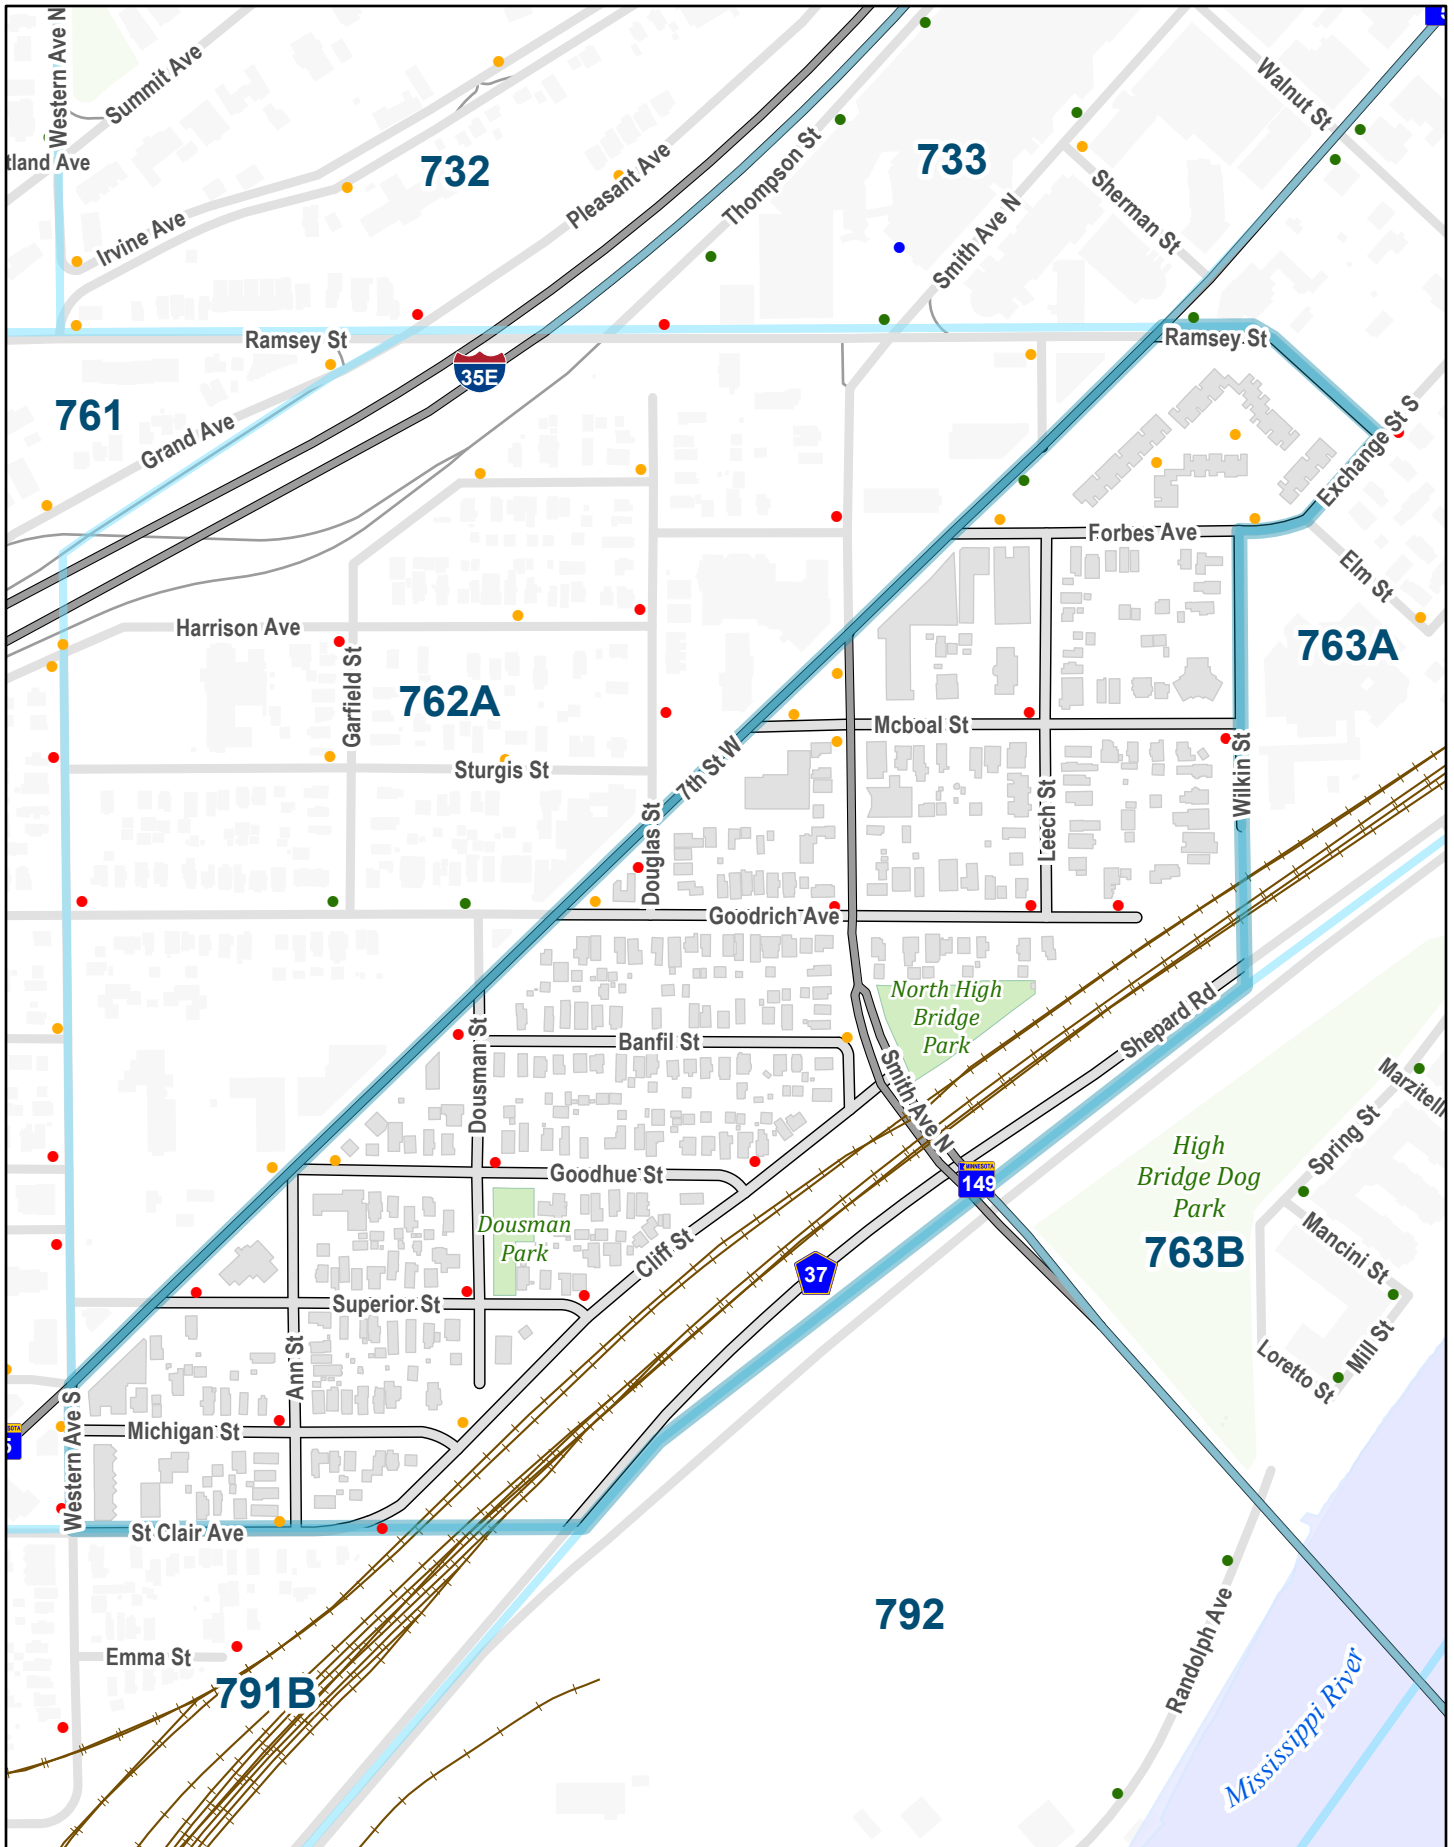 Western Ave N
Summit Ave
tland Ave
Irvine Ave
732
Pleasant Ave
Thompson St
733
Smith Ave N
Sherman St
Walnut St
Ramsey St
Ramsey St
35E
761
Grand Ave
Exchange St S
Forbes Ave
Elm St
Harrison Ave
Garfield St
762A
763A
Mcboal St
7th St W
Sturgis St
Wilkin St
Leech St
Douglas St
Goodrich Ave
North High
Bridge
Park
Shepard Rd
Banfil St
Dousman St
Smith Ave N
Marzitelli
Spring St
High
Bridge Dog
Park
MINNESOTA
149
Goodhue St
Dousman
Park
Cliff St
763B
Mancini St
37
Superior St
Ann St
Loretto St
Mill St
Michigan St
Western Ave S
St Clair Ave
792
Emma St
791B
Randolph Ave
Mississippi River